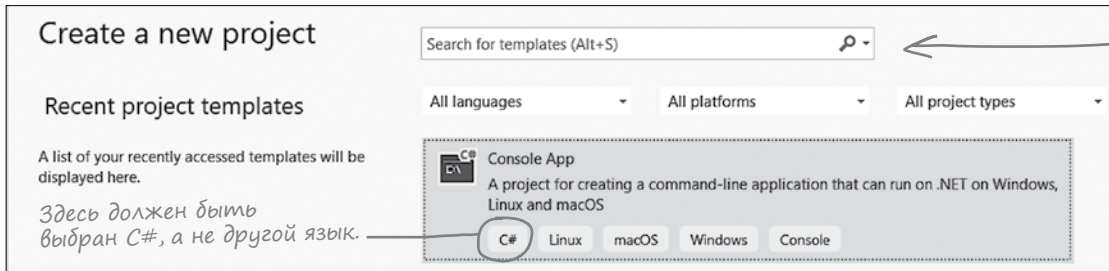 Create a new project
Search for templates (Alt+S)
Recent project templates
All languages
All platforms
All project types
A list of your recently accessed templates will be
displayed here.
C#
C:\
Console App
A project for creating a command-line application that can run on .NET on Windows,
Linux and macOS
Здесь должен быть
выбран C#, а не другой язык.
C#
Linux
macOS
Windows
Console